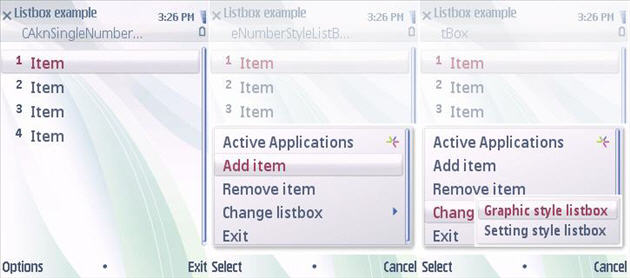 Listbox example
3:26 PM
CAknSingleNumber...
1 Item
2 Item
3 Item
4 Item
Options
Exit
Listbox example
3:26 PM
eNumberStyleListB...
1 Item
2 Item
3 Item
Active Applications
Add item
Remove item
Change listbox
Exit
Select
Cancel
Listbox example
3:26 PM
tBox
1 Item
2 Item
3 Item
Active Applications
Add item
Remove item
Chang
Graphic style listbox
Setting style listbox
Exit
Select
Cancel